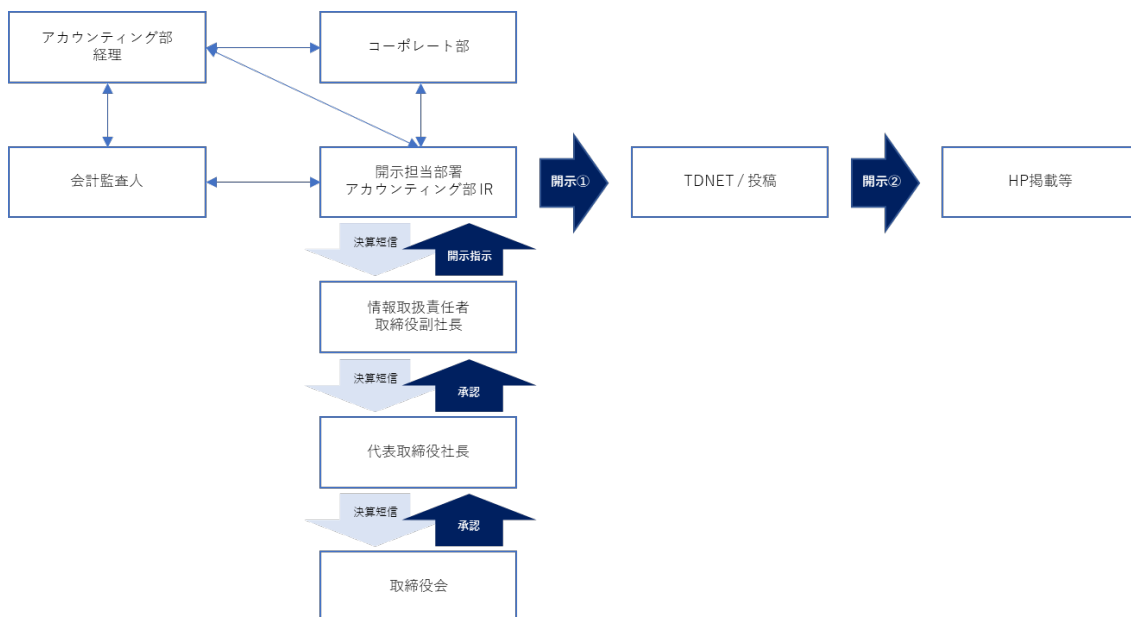 アカウンティング部
経理
コーポレート部
会計監査人
開示担当部署
アカウンティング部 IR
開示①
TDNET / 投稿
開示②
HP掲載等
決算短信
開示指示
情報取扱責任者
取締役副社長
決算短信
承認
代表取締役社長
決算短信
承認
取締役会